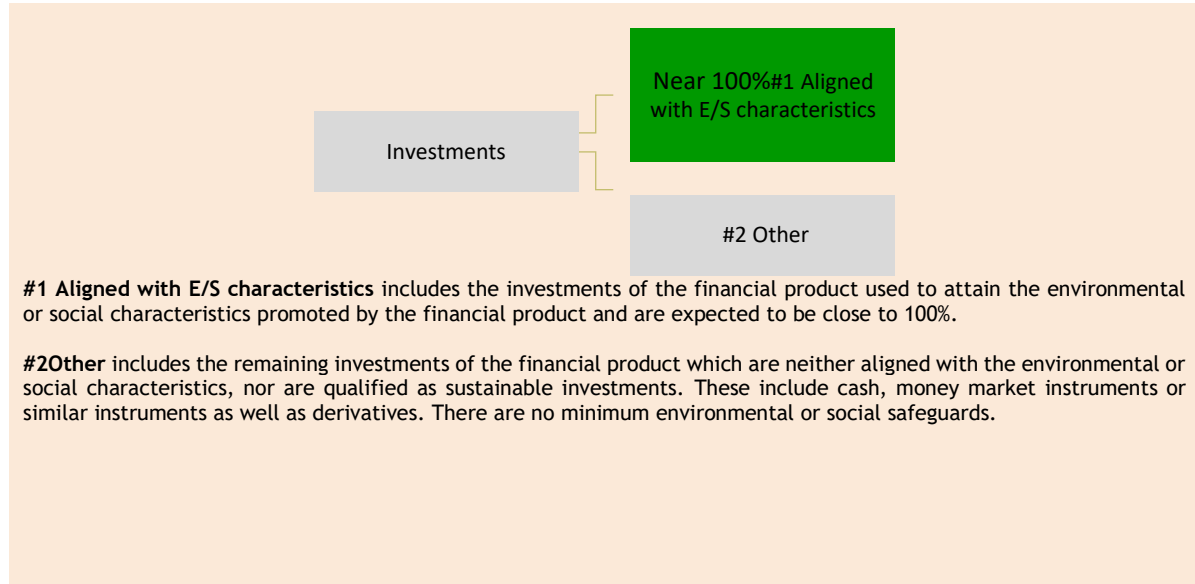 Near 100%#1 Aligned
with E/S characteristics
Investments
#2 Other
#1 Aligned with E/S characteristics includes the investments of the financial product used to attain the environmental
or social characteristics promoted by the financial product and are expected to be close to 100%.
#2Other includes the remaining investments of the financial product which are neither aligned with the environmental or
social characteristics, nor are qualified as sustainable investments. These include cash, money market instruments or
similar instruments as well as derivatives. There are no minimum environmental or social safeguards.